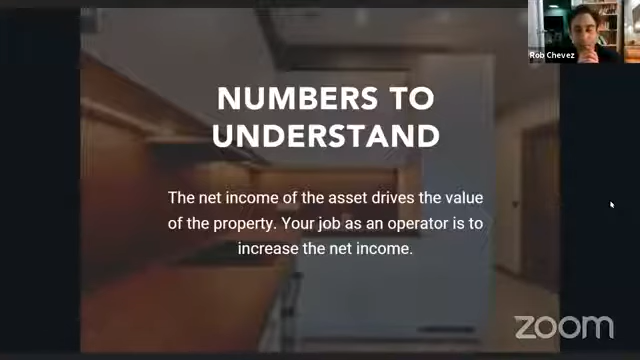 Rob Chevez
NUMBERS TO
UNDERSTAND
The net income of the asset drives the value
of the property. Your job as an operator is to
increase the net income.
zoom